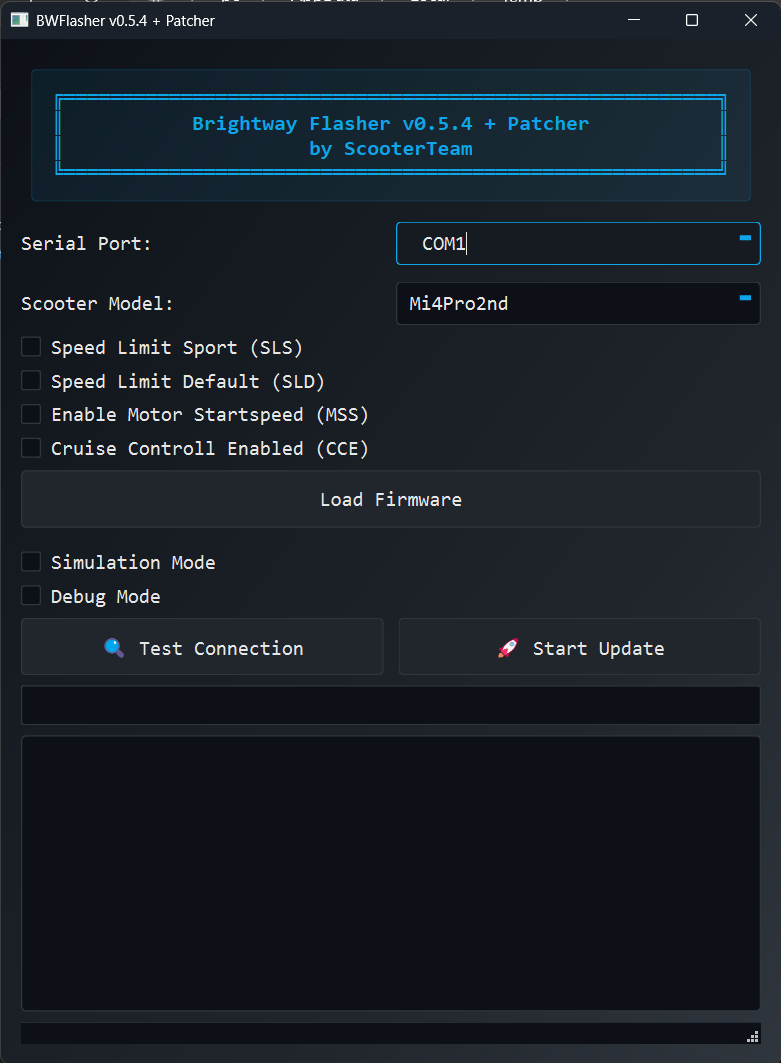 BWFlasher v0.5.4 + Patcher
Brightway Flasher v0.5.4 + Patcher
by ScooterTeam
Serial Port:
COM1
Scooter Model:
Mi4Pro2nd
Speed Limit Sport (SLS)
Speed Limit Default (SLD)
Enable Motor Startspeed (MSS)
Cruise Controll Enabled (CCE)
Load Firmware
Simulation Mode
Debug Mode
Test Connection
Start Update